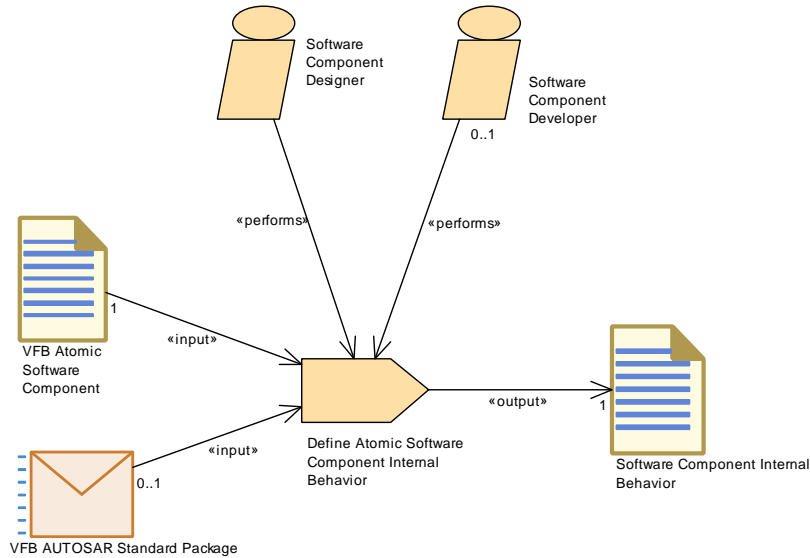 Software
Component
Designer
Software
Component
Developer
0..1
«performs»
«performs»
1
«input»
VFB Atomic
Software
Component
«output»
1
Define Atomic Software
Component Internal
Behavior
«input»
0..1
Software Component Internal
Behavior
VFB AUTOSAR Standard Package